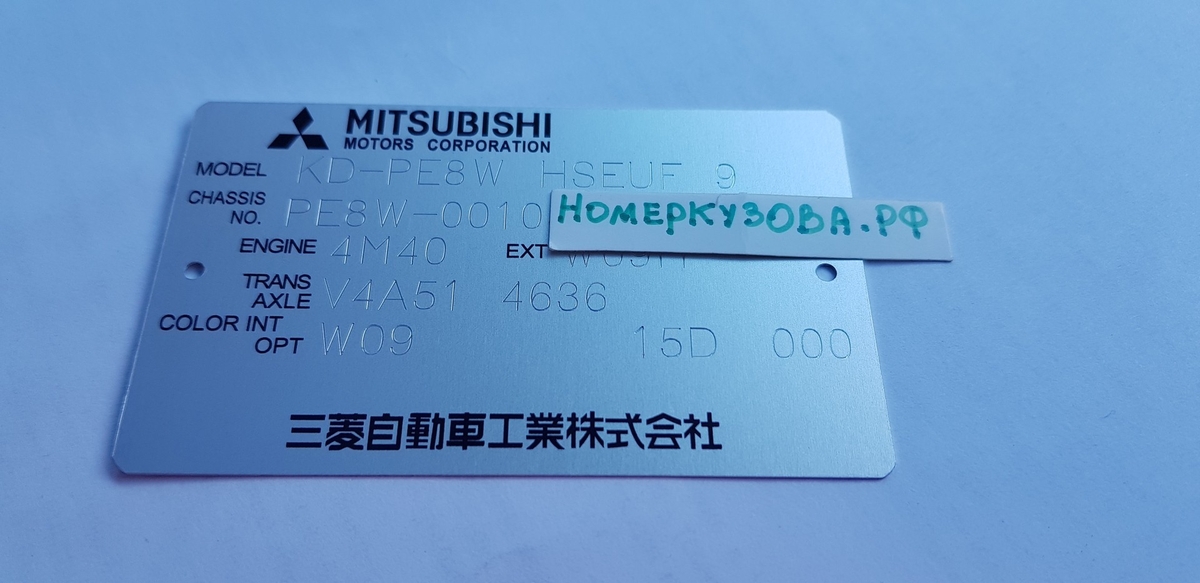 MITSUBISHI
MOTORS CORPORATION
MODEL KD-PE8W HSEUF 9
CHASSIS NO. PE8W-0010
НОМЕРКУЗОВА.РФ
ENGINE 4M40 EXT
TRANS AXLE V4A51 4636
COLOR INT OPT W09 15D 000
三菱自動車工業株式会社